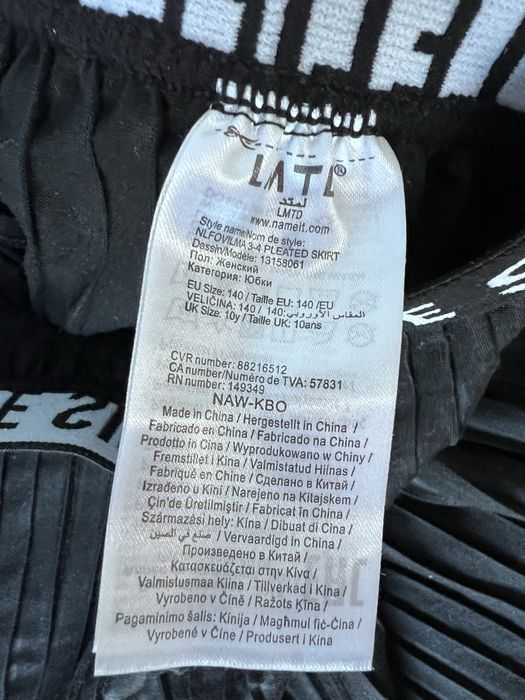 LMTD®
لمتد
LMTD
www.nameit.com
Style name/Nom de style:
NLFOVILMA 3-4 PLEATED SKIRT
Dessin/Modèle: 13158061
Пол: Женский
Категория: Юбки
EU Size: 140 / Taille EU: 140 /EU
VELIČINA: 140 / 140 :المقاس الأوروبي
UK Size: 10y / Taille UK: 10ans
CVR number: 88216512
CA number/Numéro de TVA: 57831
RN number: 149349
NAW-KBO
Made in China / Hergestellt in China /
Fabricado en China / Fabricado na China /
Prodotto in Cina / Wyprodukowano w Chiny /
Fremstillet i Kina / Valmistatud Hiinas /
Fabriqué en Chine / Сделано в Китай /
Izrađeno u Kini / Narejeno na Kitajskem /
Çin'de Üretilmiştir / Fabricat în China /
Származási hely: Kína / Dibuat di Cina /
صنع في الصين / Vervaardigd in China /
Произведено в Китай /
Κατασκευάζεται στην Κίνα /
Valmistusmaa Kiina / Tillverkad i Kina /
Vyrobeno v Číně / Ražots Ķīna /
Pagaminimo šalis: Kinija / Magħmul fiċ-Ċina /
Vyrobené v Číne / Produsert i Kina